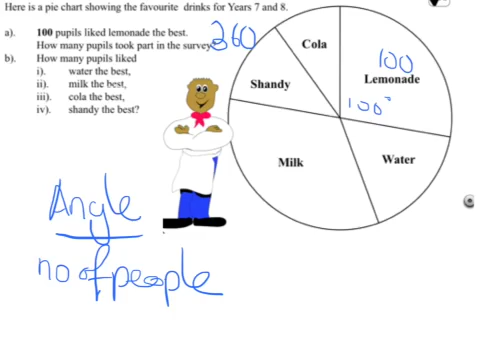 Here is a pie chart showing the favourite drinks for Years 7 and 8.
a). 100 pupils liked lemonade the best.
How many pupils took part in the survey
360
b). How many pupils liked
i). water the best,
ii). milk the best,
iii). cola the best,
iv). shandy the best?
Cola
100
Lemonade
100°
Shandy
Milk
Water
Angle
no of people